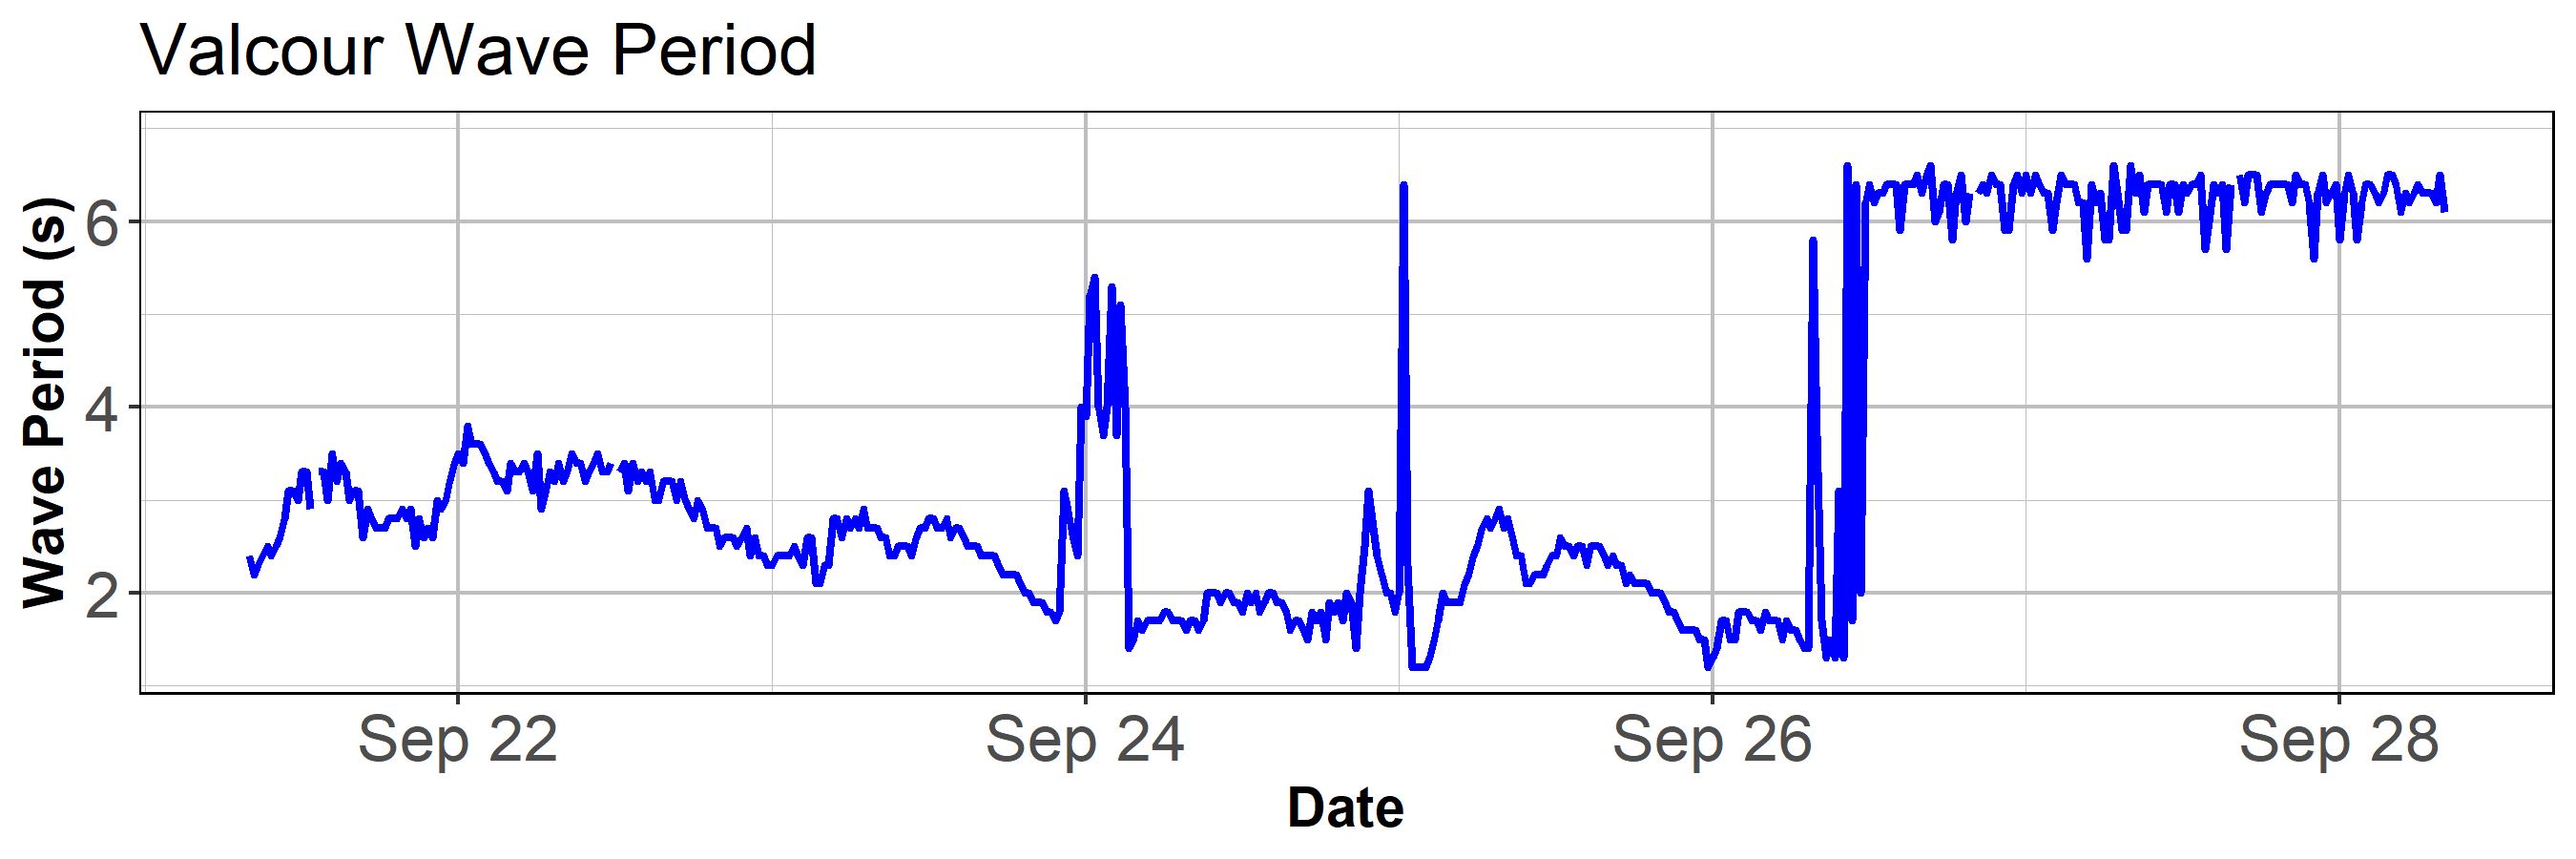 Valcour Wave Period
Wave Period (s)
6
4
2
Sep 22 Sep 24 Sep 26 Sep 28
Date